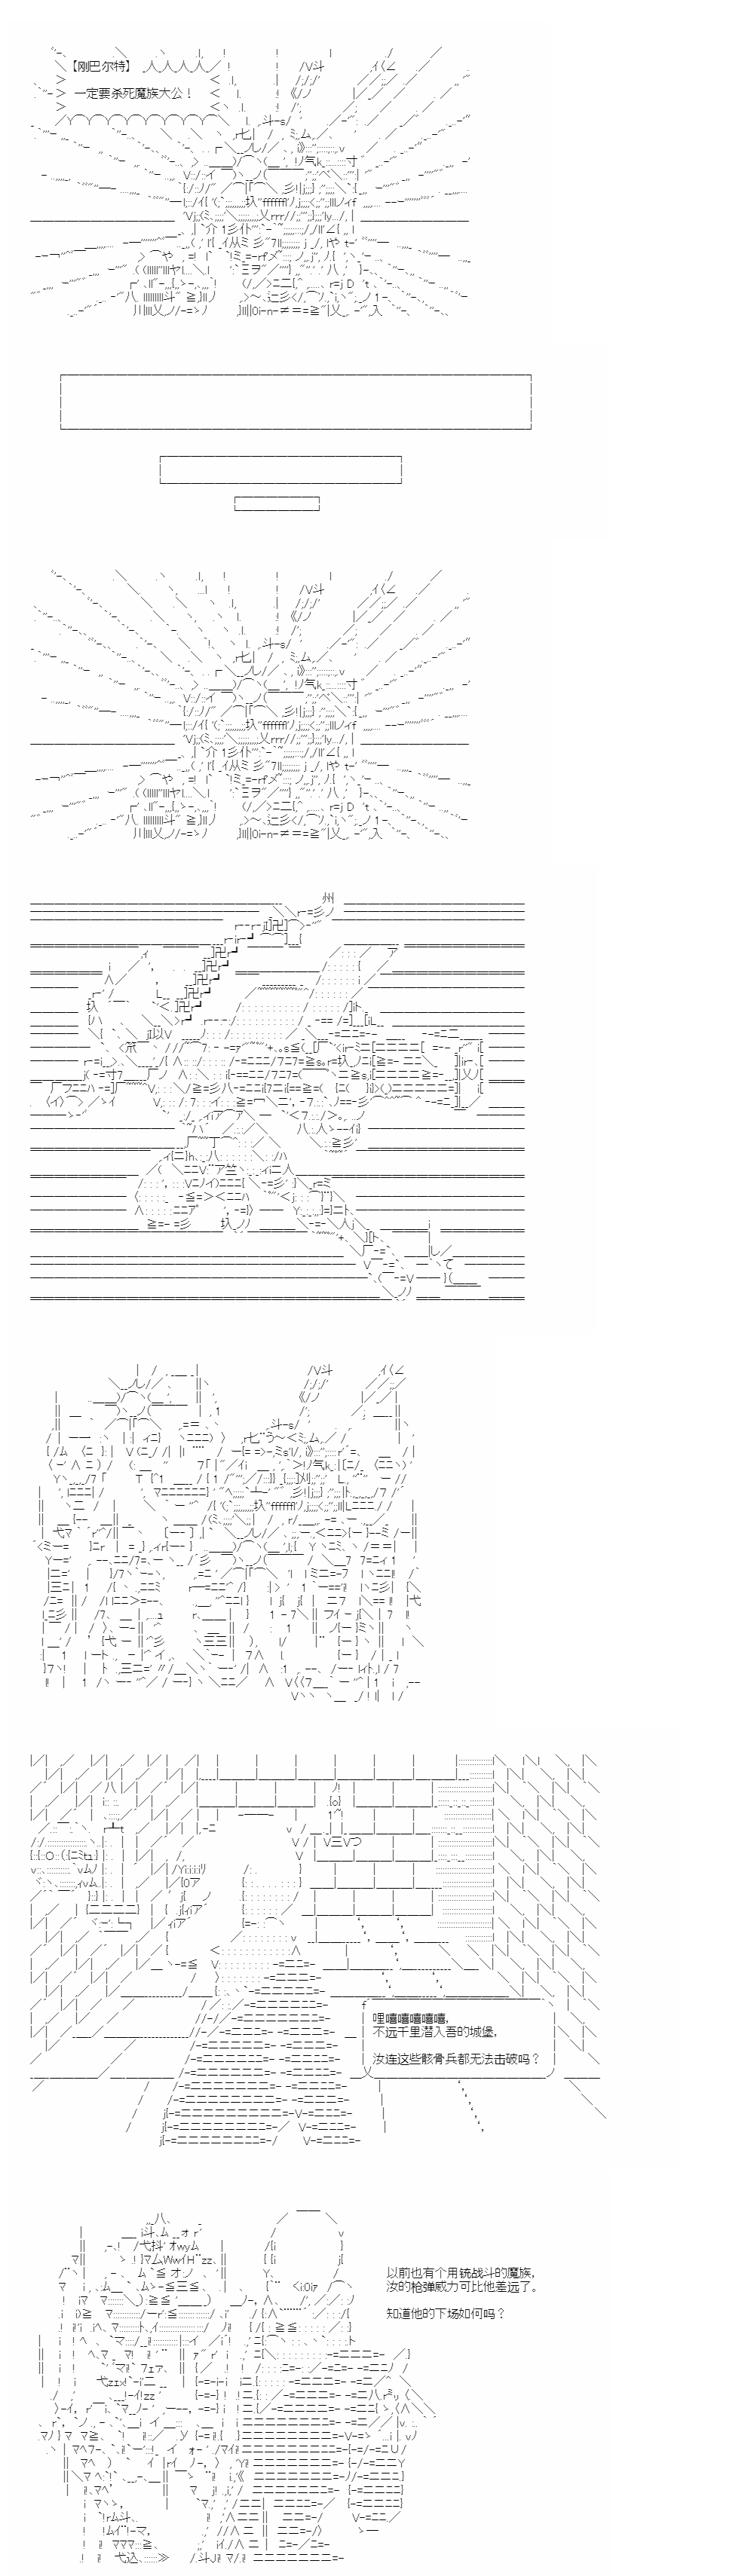 【刚巴尔特】
一定要杀死魔族大公！
哩嘻嘻嘻嘻嘻，
不远千里潜入吾的城堡，
汝连这些骸骨兵都无法击破吗？
以前也有个用銃战斗的魔族，
汝的枪弹威力可比他差远了。
知道他的下场如何吗？